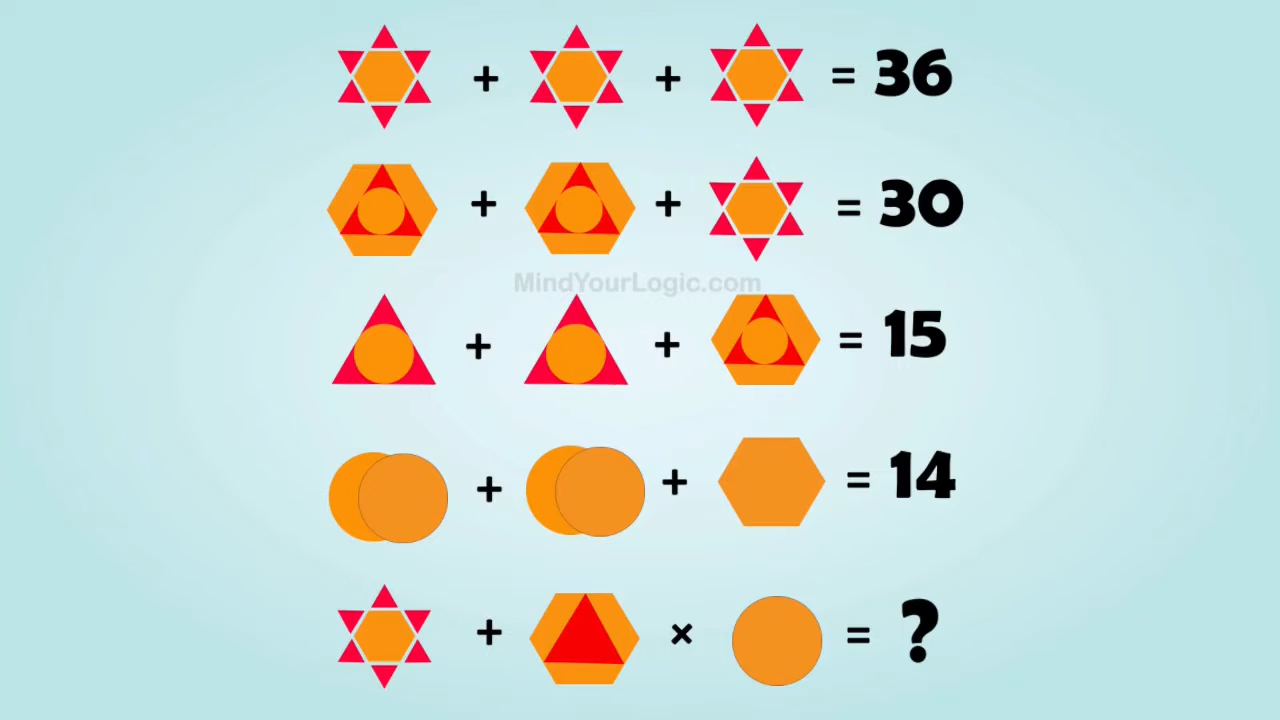 + + = 36
+ + = 30
MindYourLogic.com
+ + = 15
+ + = 14
+ × = ?